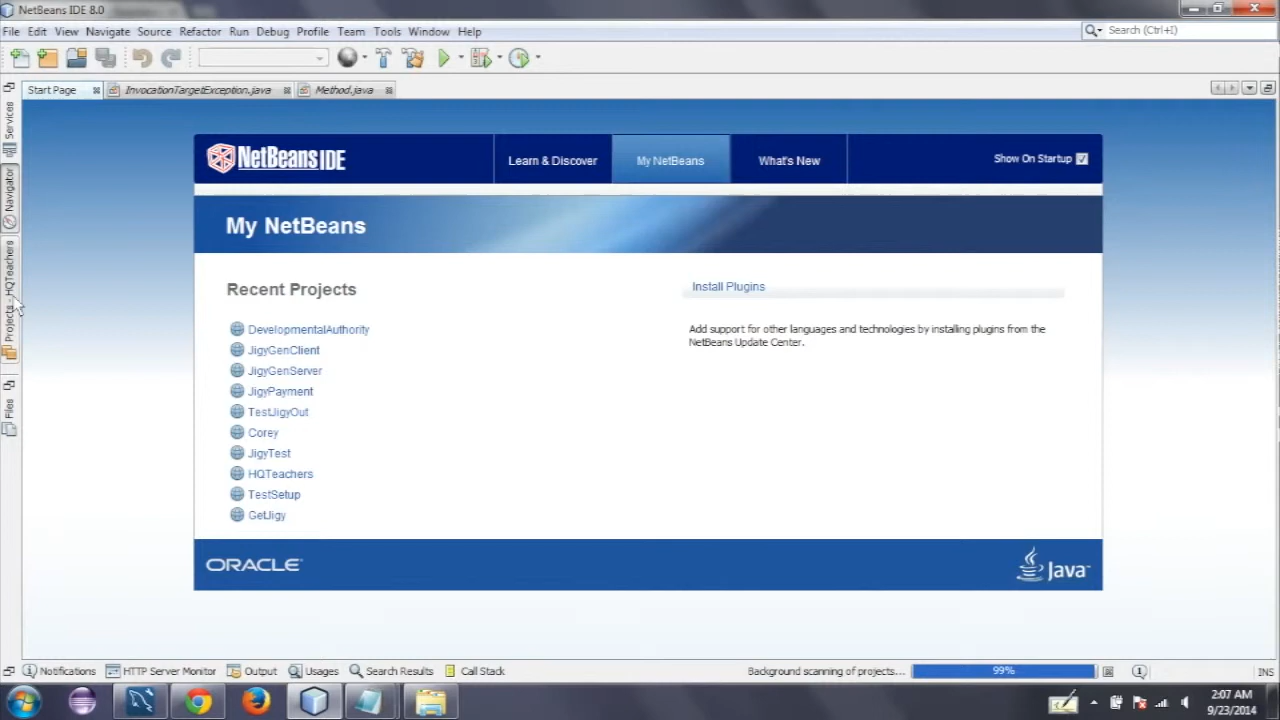 NetBeans IDE 8.0
File Edit View Navigate Source Refactor Run Debug Profile Team Tools Window Help
Search (Ctrl+I)
Start Page InvocationTargetException.java Method.java
Services
Navigator
Projects - HQTeachers
Files
NetBeans IDE
Learn & Discover My NetBeans What's New Show On Startup
My NetBeans
Recent Projects
DevelopmentalAuthority
JigyGenClient
JigyGenServer
JigyPayment
TestJigyOut
Corey
JigyTest
HQTeachers
TestSetup
GetJigy
Install Plugins
Add support for other languages and technologies by installing plugins from the
NetBeans Update Center.
ORACLE Java
Notifications HTTP Server Monitor Output Usages Search Results Call Stack Background scanning of projects... 99% INS
2:07 AM
9/23/2014